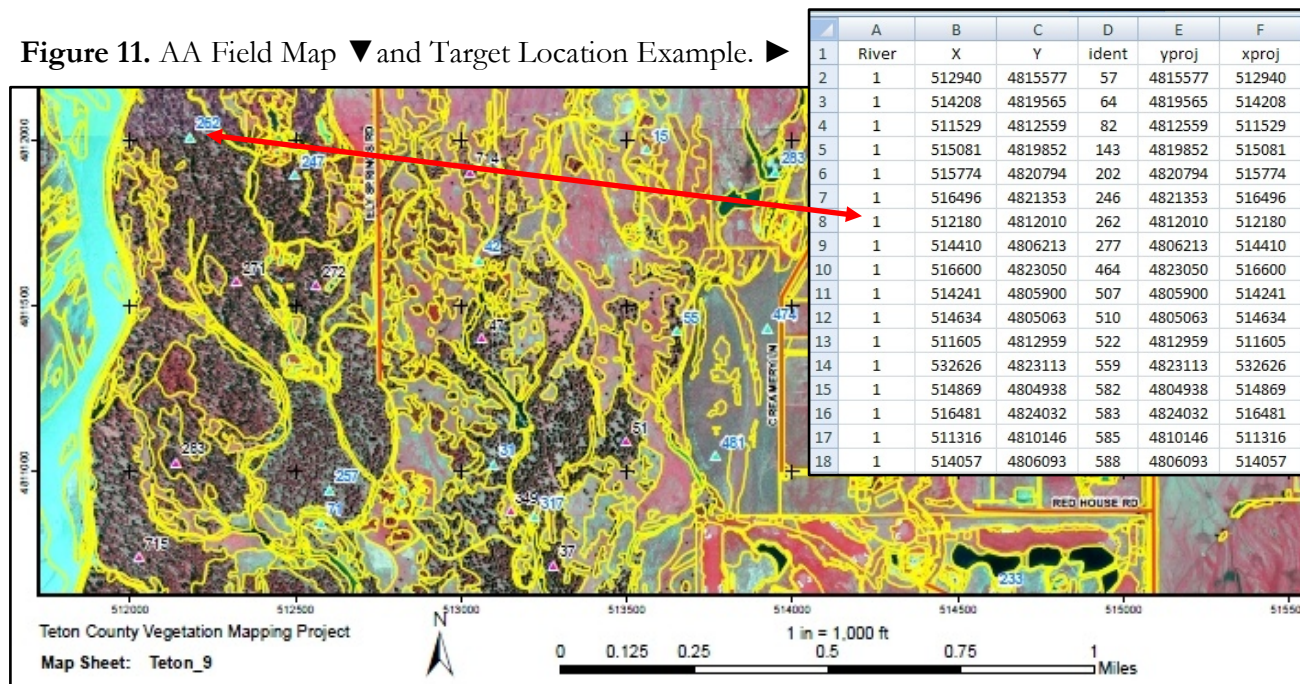 Figure 11. AA Field Map ▼and Target Location Example. ►
A B C D E F
1 River X Y ident yproj xproj
2 1 512940 4815577 57 4815577 512940
3 1 514208 4819565 64 4819565 514208
4 1 511529 4812559 82 4812559 511529
5 1 515081 4819852 143 4819852 515081
6 1 515774 4820794 202 4820794 515774
7 1 516496 4821353 246 4821353 516496
8 1 512180 4812010 262 4812010 512180
9 1 514410 4806213 277 4806213 514410
10 1 516600 4823050 464 4823050 516600
11 1 514241 4805900 507 4805900 514241
12 1 514634 4805063 510 4805063 514634
13 1 511605 4812959 522 4812959 511605
14 1 532626 4823113 559 4823113 532626
15 1 514869 4804938 582 4804938 514869
16 1 516481 4824032 583 4824032 516481
17 1 511316 4810146 585 4810146 511316
18 1 514057 4806093 588 4806093 514057
4812000
4811500
4811000
247
714
15
283
ELY SPRINGS RD
42
271
272
47
55
474
CREAMERY LN
51
31
481
257
71
349
317
37
715
RED HOUSE RD
233
512000 512500 513000 513500 514000 514500 515000
Teton County Vegetation Mapping Project
Map Sheet: Teton_9
N
1 in = 1,000 ft
0 0.125 0.25 0.5 0.75 1
Miles